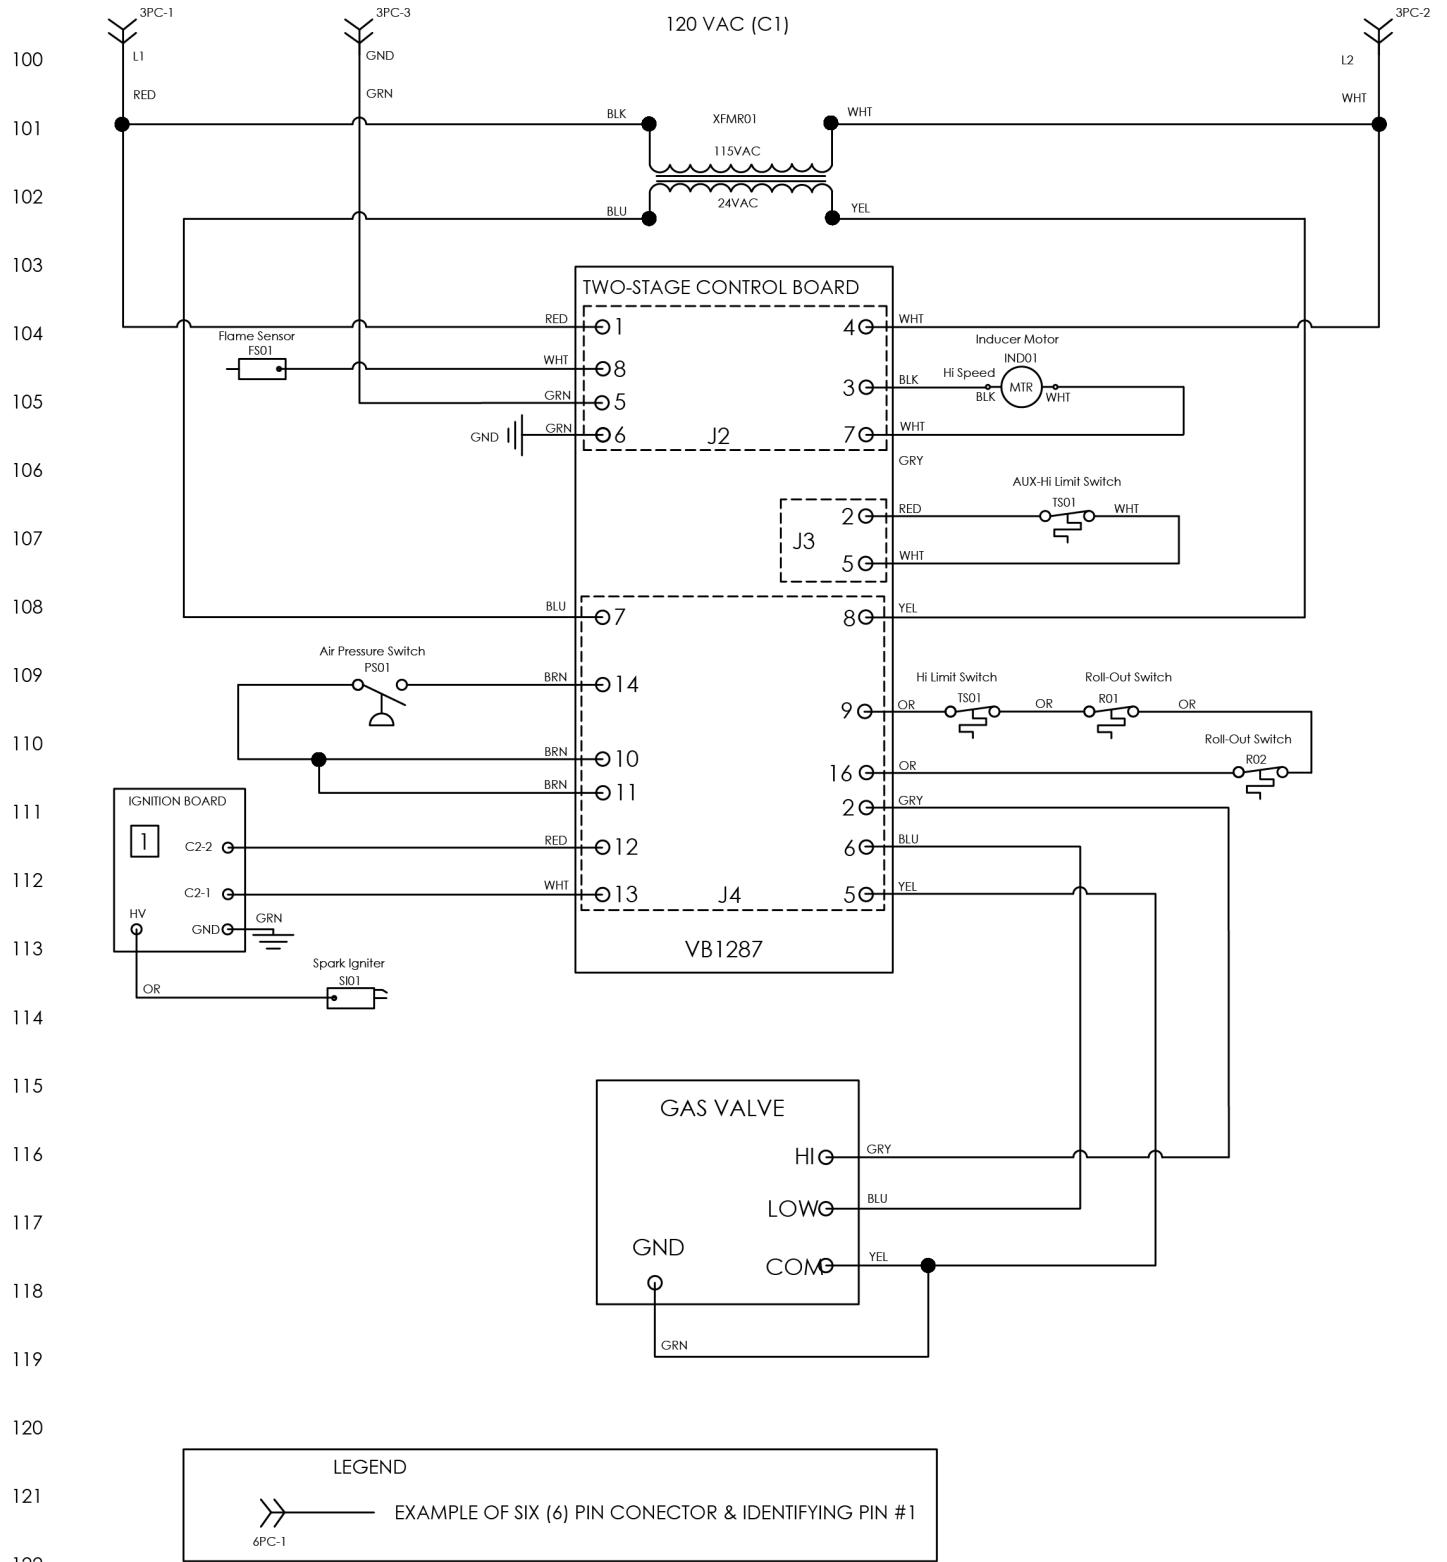 3PC-1
3PC-3
120 VAC (C1)
3PC-2
100
L1
GND
L2
RED
GRN
WHT
101
BLK
XFMR01
WHT
115VAC
102
24VAC
BLU
YEL
103
TWO-STAGE CONTROL BOARD
104
RED
1
4
WHT
Flame Sensor
FS01
WHT
8
Inducer Motor
IND01
Hi Speed
3
BLK
BLK
MTR
WHT
105
GRN
5
GND
GRN
6
J2
7
WHT
106
GRY
AUX-Hi Limit Switch
TS01
2
RED
WHT
107
J3
5
WHT
108
BLU
7
8
YEL
Air Pressure Switch
PS01
109
BRN
14
Hi Limit Switch
TS01
Roll-Out Switch
R01
9
OR
OR
OR
110
BRN
10
Roll-Out Switch
R02
16
OR
BRN
11
2
GRY
111
IGNITION BOARD
1
C2-2
RED
12
6
BLU
112
C2-1
WHT
13
J4
5
YEL
HV
GND
GRN
113
VB1287
Spark Igniter
SI01
OR
114
115
GAS VALVE
116
HI
GRY
117
LOW
BLU
GND
COM
YEL
118
119
GRN
120
LEGEND
121
EXAMPLE OF SIX (6) PIN CONECTOR & IDENTIFYING PIN #1
6PC-1